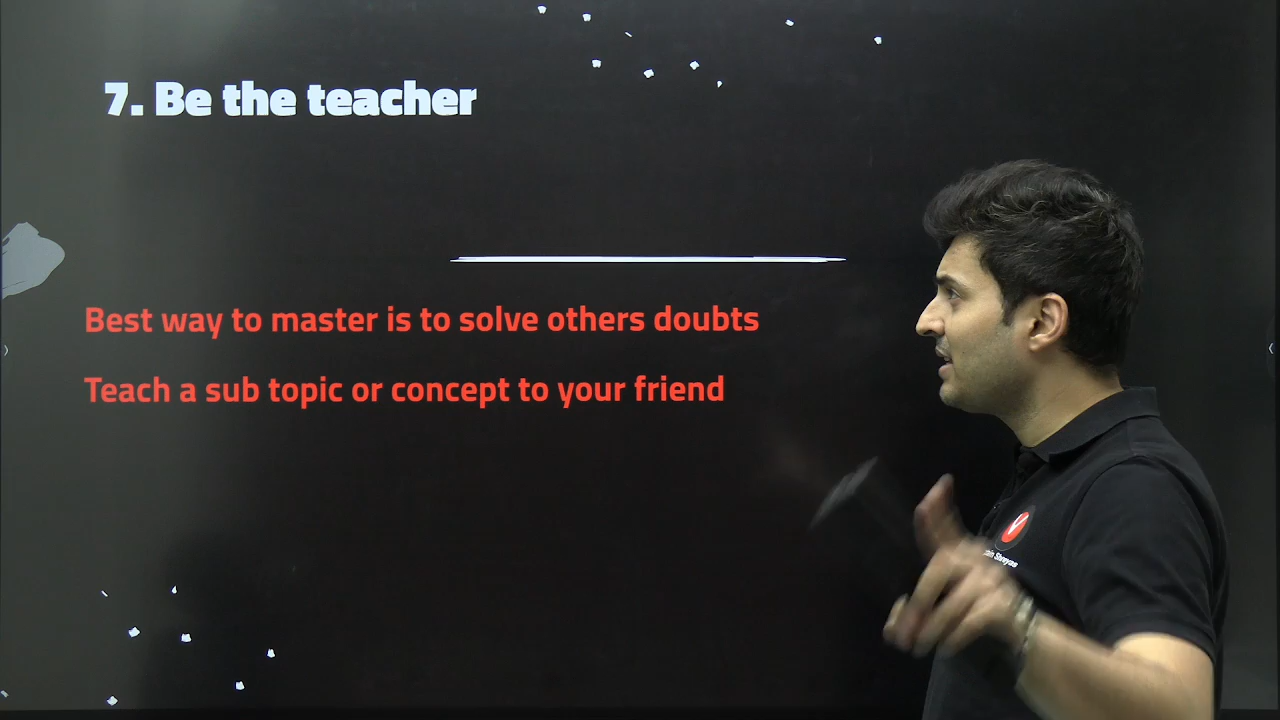 7. Be the teacher
Best way to master is to solve others doubts
Teach a sub topic or concept to your friend